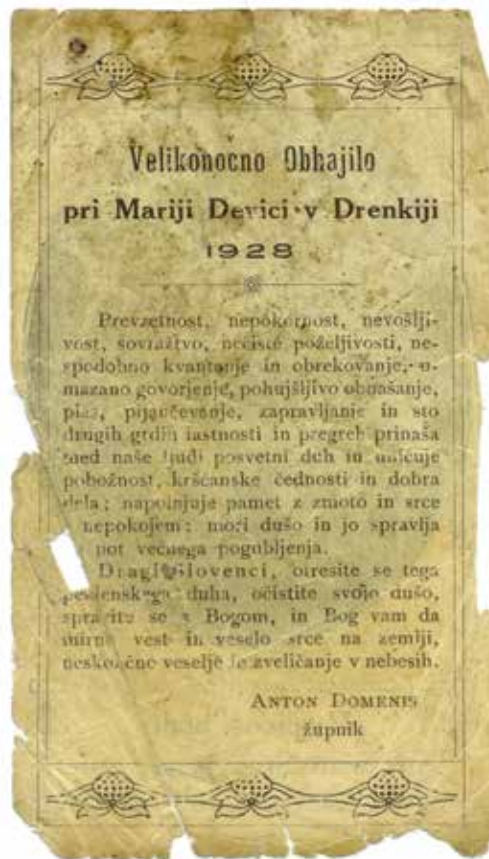 Velikonocno Obhajilo
pri Mariji Devici v Drenkiji
1928
Prevzetnost, nepokornost, nevošlji-
vost, sovraštvo, nečiste poželjivosti, ne-
spodobno kvantanje in obrekovanje, u-
mazano govorjenje, pohujšljivo obnašanje,
ples, pijančevanje, zapravljanje in sto
drugih grdih lastnosti in pregreh prinaša
med naše ljudi posvetni duh in uničuje
pobožnost, krščanske čednosti in dobra
dela; napolnjuje pamet z zmoto in srce
nepokojem; mori dušo in jo spravlja
pot večnega pogubljenja.
Dragi Slovenci, otresite se tega
peklenskega duha, očistite svojo dušo,
spravite se z Bogom, in Bog vam da
mirno vest in veselo srce na zemlji,
neskončno veselje in zveličanje v nebesih.
ANTON DOMENIS
župnik